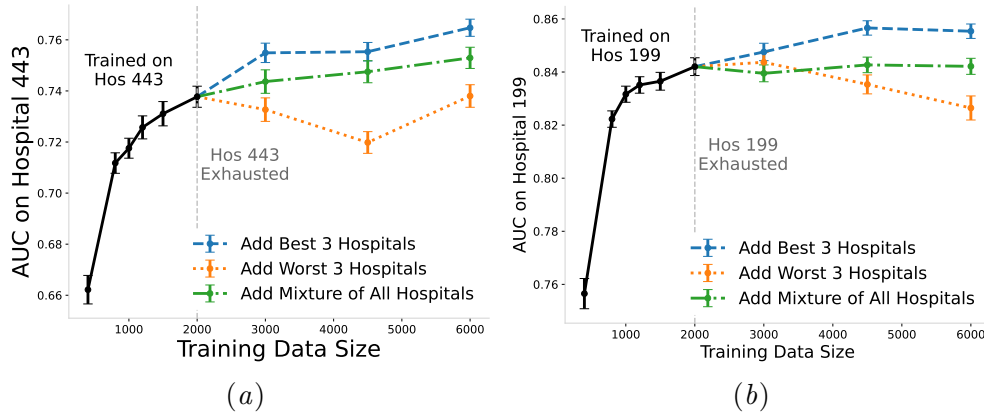 AUC on Hospital 443
0.76
0.74
0.72
0.70
0.68
0.66
Trained on
Hos 443
Hos 443
Exhausted
Add Best 3 Hospitals
Add Worst 3 Hospitals
Add Mixture of All Hospitals
1000 2000 3000 4000 5000 6000
Training Data Size
(a)
AUC on Hospital 199
0.86
0.84
0.82
0.80
0.78
0.76
Trained on
Hos 199
Hos 199
Exhausted
Add Best 3 Hospitals
Add Worst 3 Hospitals
Add Mixture of All Hospitals
1000 2000 3000 4000 5000 6000
Training Data Size
(b)